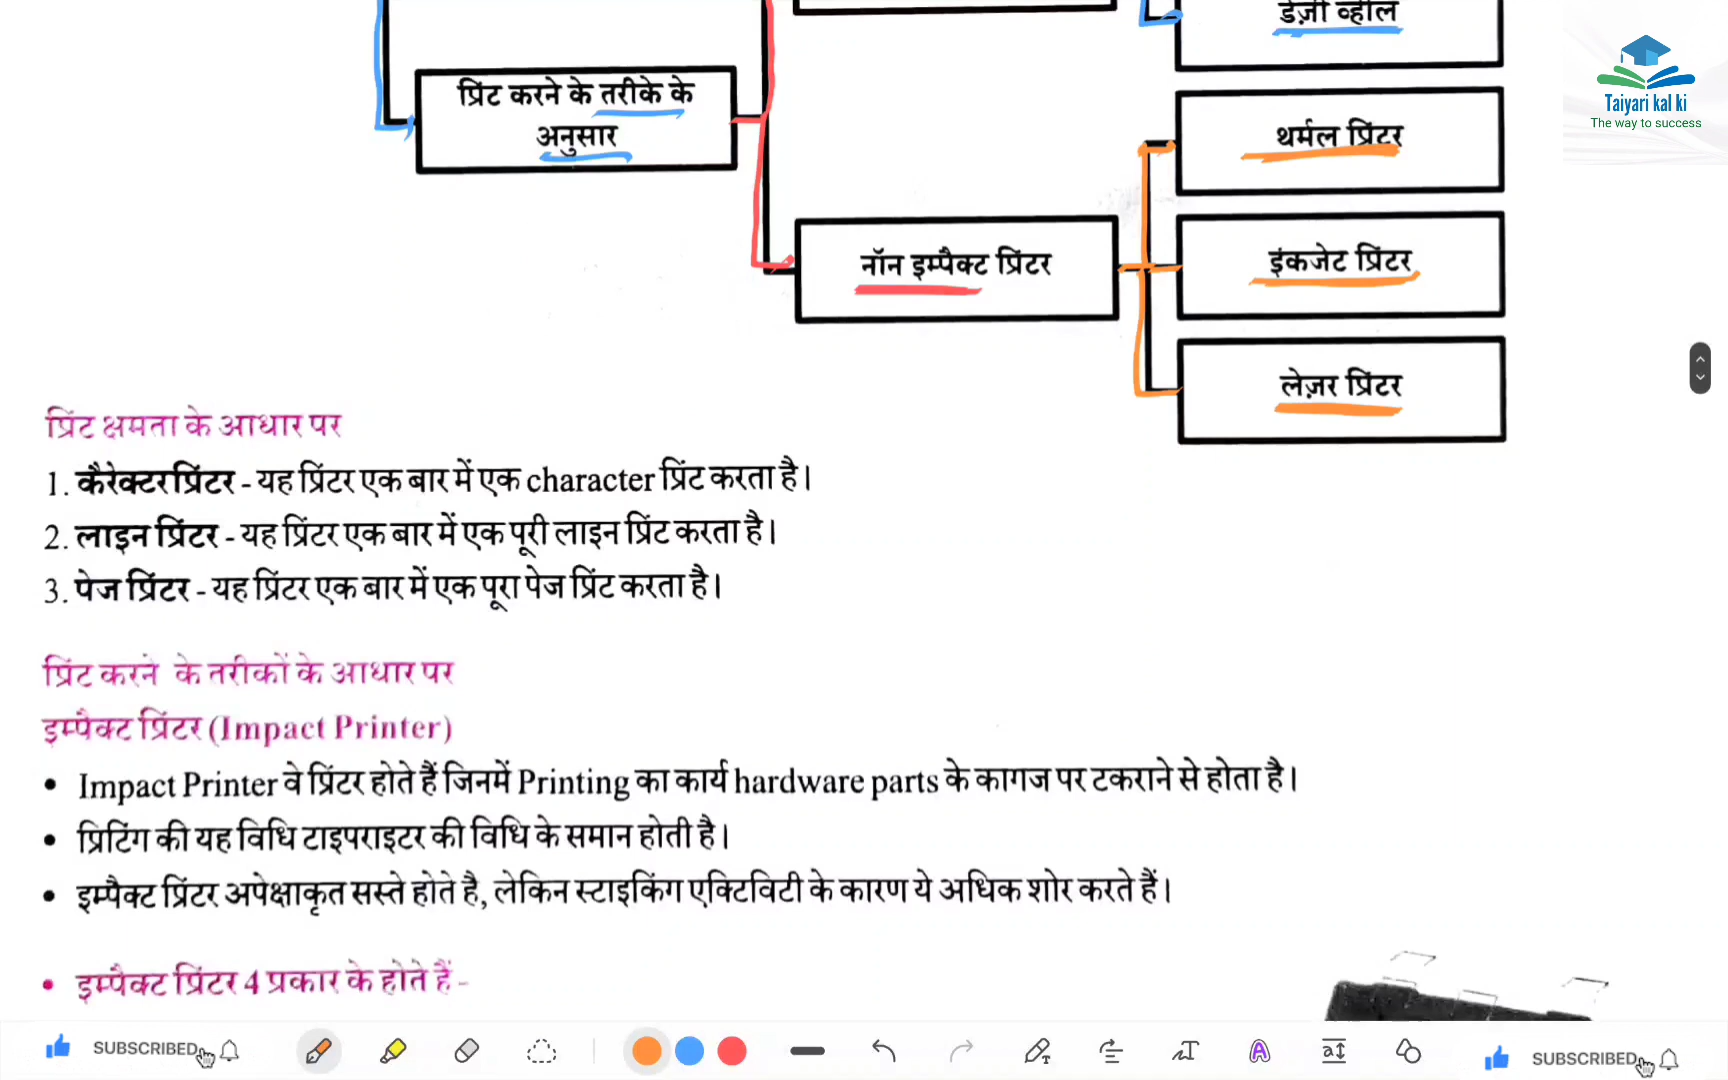 डेज़ी व्हील
Taiyari kal ki
The way to success
प्रिंट करने के तरीके के
अनुसार
थर्मल प्रिंटर
नॉन इम्पैक्ट प्रिंटर
इंकजेट प्रिंटर
लेज़र प्रिंटर
प्रिंट क्षमता के आधार पर
1. कैरेक्टर प्रिंटर - यह प्रिंटर एक बार में एक character प्रिंट करता है।
2. लाइन प्रिंटर - यह प्रिंटर एक बार में एक पूरी लाइन प्रिंट करता है।
3. पेज प्रिंटर - यह प्रिंटर एक बार में एक पूरा पेज प्रिंट करता है।
प्रिंट करने के तरीकों के आधार पर
इम्पैक्ट प्रिंटर (Impact Printer)
• Impact Printer वे प्रिंटर होते हैं जिनमें Printing का कार्य hardware parts के कागज पर टकराने से होता है।
• प्रिटिंग की यह विधि टाइपराइटर की विधि के समान होती है।
• इम्पैक्ट प्रिंटर अपेक्षाकृत सस्ते होते है, लेकिन स्टाइकिंग एक्टिविटी के कारण ये अधिक शोर करते हैं।
• इम्पैक्ट प्रिंटर 4 प्रकार के होते हैं -
SUBSCRIBED
SUBSCRIBED